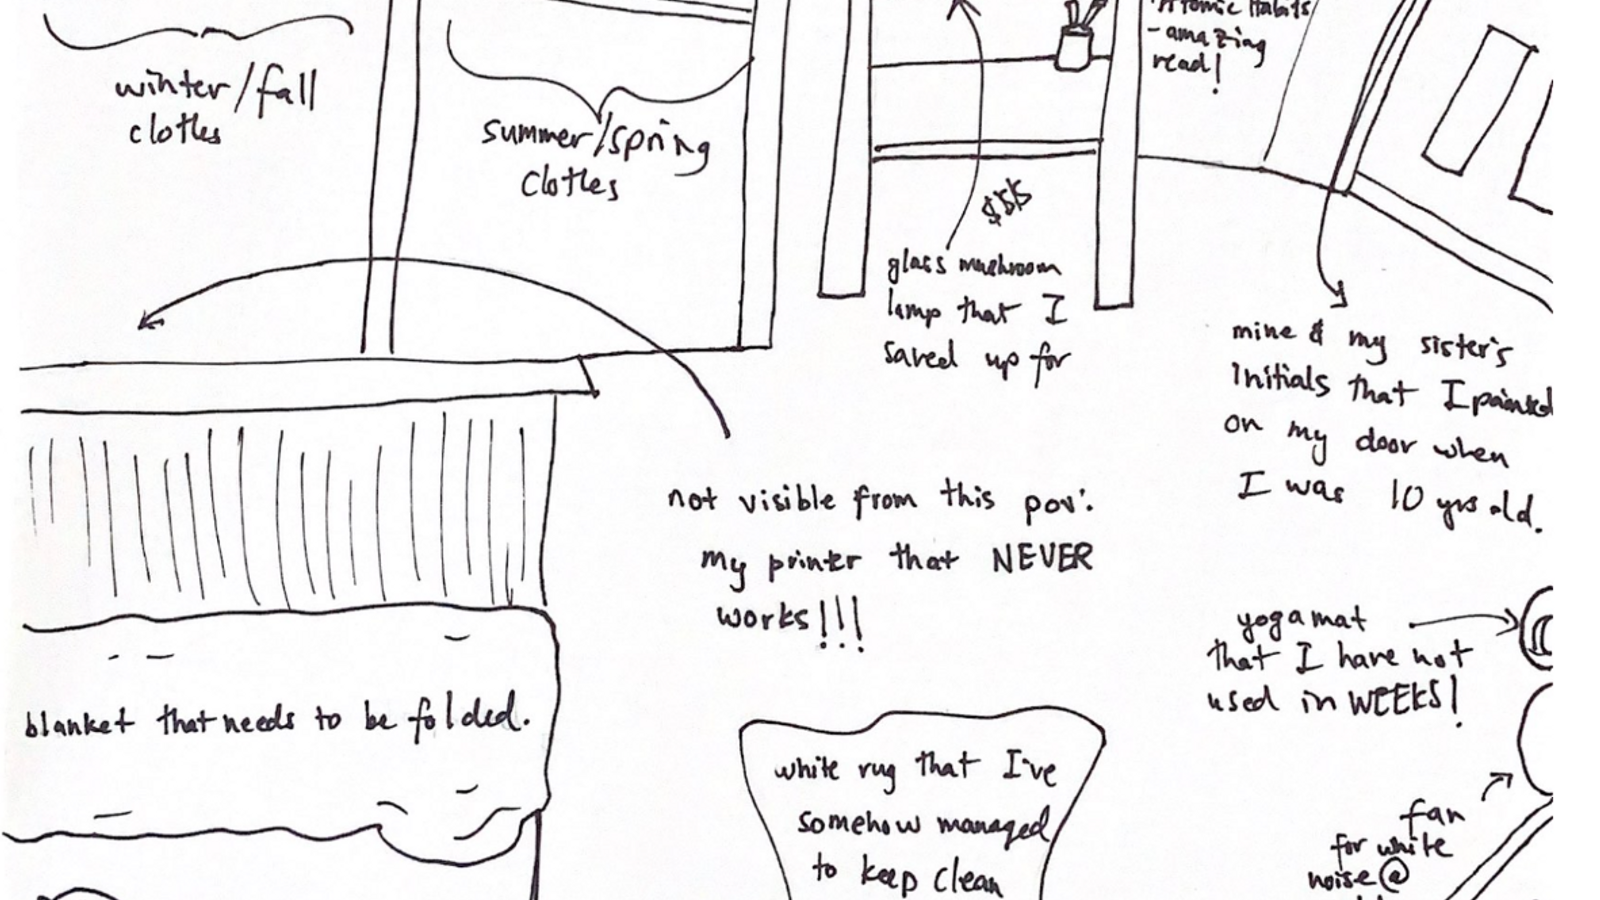 winter/fall
clothes
summer/spring
clothes
Atomic Habits
-amazing
read!
$$$
glass mushroom
lamp that I
saved up for
mine & my sister's
initials that I painted
on my door when
I was 10 yrs old.
not visible from this pov:
my printer that NEVER
works!!!
yoga mat
that I have not
used in WEEKS!
blanket that needs to be folded.
white rug that I've
somehow managed
to keep clean
fan
for white
noise @